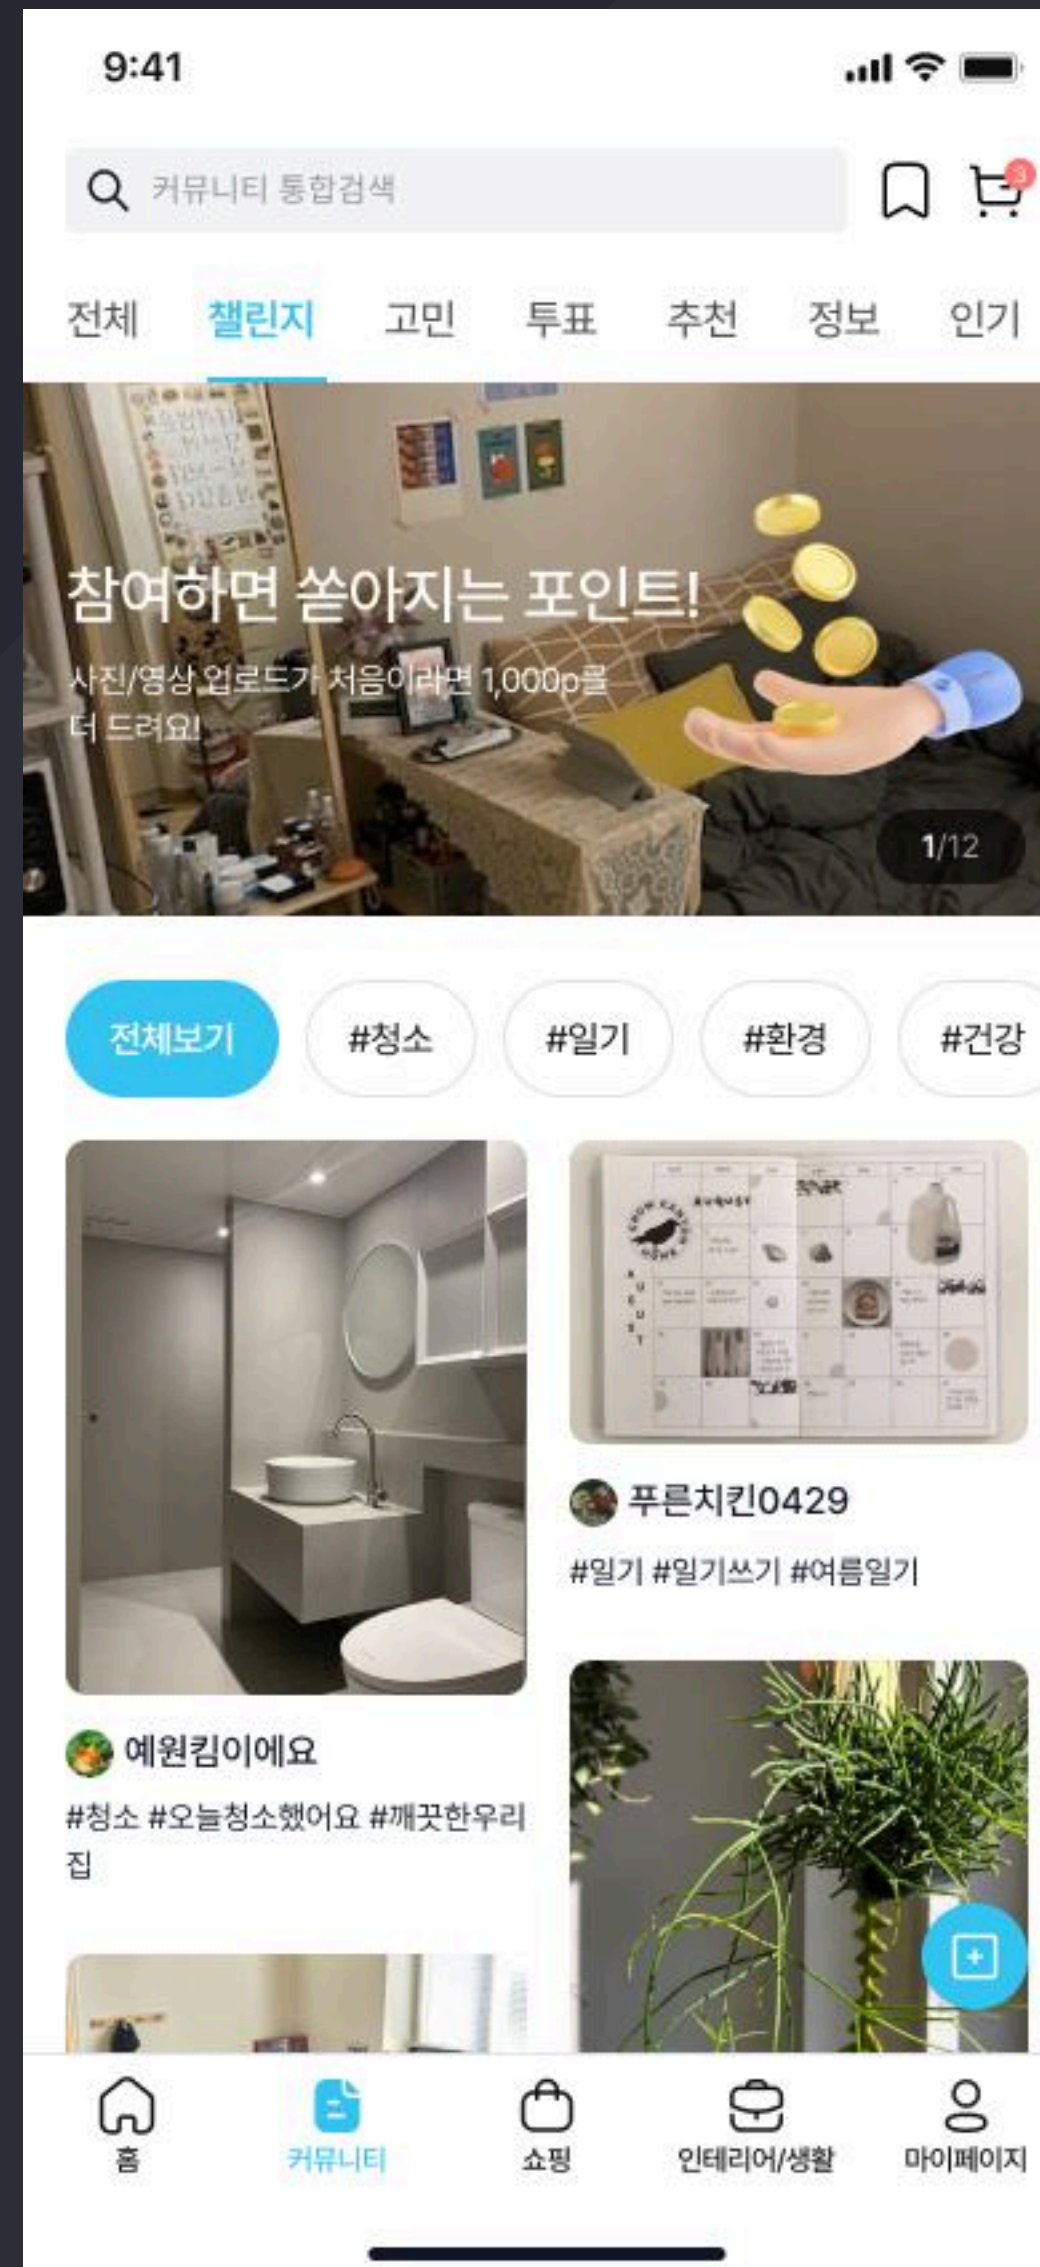 9:41
커뮤니티 통합검색
3
전체 챌린지 고민 투표 추천 정보 인기
참여하면 쏟아지는 포인트!
사진/영상 업로드가 처음이라면 1,000p를
더 드려요!
1/12
전체보기 #청소 #일기 #환경 #건강
AUGUST
푸른치킨0429
#일기 #일기쓰기 #여름일기
예원킴이에요
#청소 #오늘청소했어요 #깨끗한우리
집
홈 커뮤니티 쇼핑 인테리어/생활 마이페이지